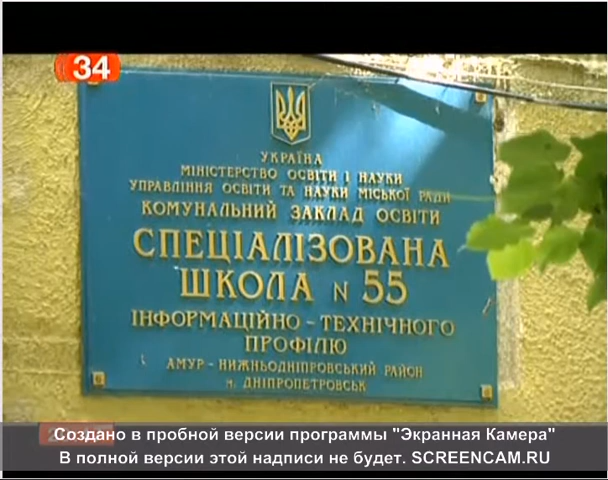 34
УКРАЇНА
МІНІСТЕРСТВО ОСВІТИ І НАУКИ
УПРАВЛІННЯ ОСВІТИ ТА НАУКИ МІСЬКОЇ РАДИ
КОМУНАЛЬНИЙ ЗАКЛАД ОСВІТИ
СПЕЦІАЛІЗОВАНА
ШКОЛА N 55
ІНФОРМАЦІЙНО - ТЕХНІЧНОГО
ПРОФІЛЮ
АМУР - НИЖНЬОДНІПРОВСЬКИЙ РАЙОН
м. ДНІПРОПЕТРОВСЬК
Создано в пробной версии программы "Экранная Камера"
В полной версии этой надписи не будет. SCREENCAM.RU